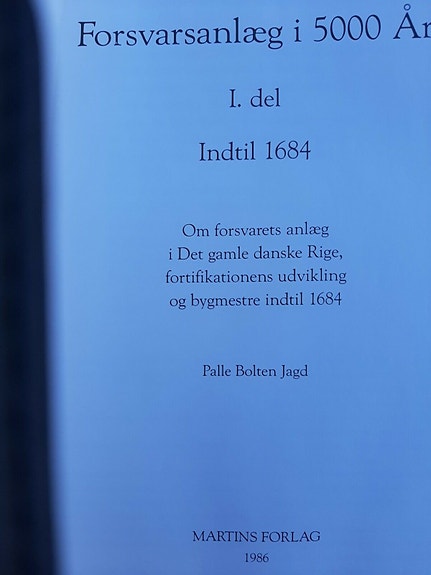 Forsvarsanlæg i 5000 År
I. del
Indtil 1684
Om forsvarets anlæg
i Det gamle danske Rige,
fortifikationens udvikling
og bygmestre indtil 1684
Palle Bolten Jagd
MARTINS FORLAG
1986